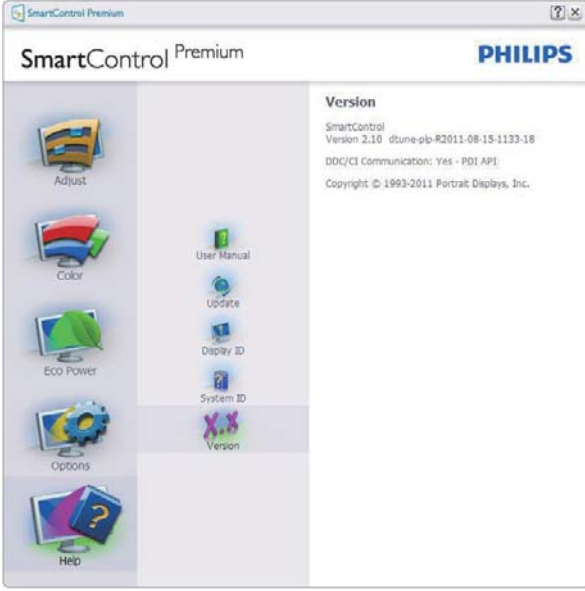 SmartControl Premium
SmartControl Premium
PHILIPS
Adjust
Color
Eco Power
Options
Help
User Manual
Update
Display ID
System ID
X.X
Version
Version
SmartControl
Version 2.10 dtune-plp-R2011-08-15-1133-18
DDC/CI Communication: Yes - PDI API
Copyright © 1993-2011 Portrait Displays, Inc.